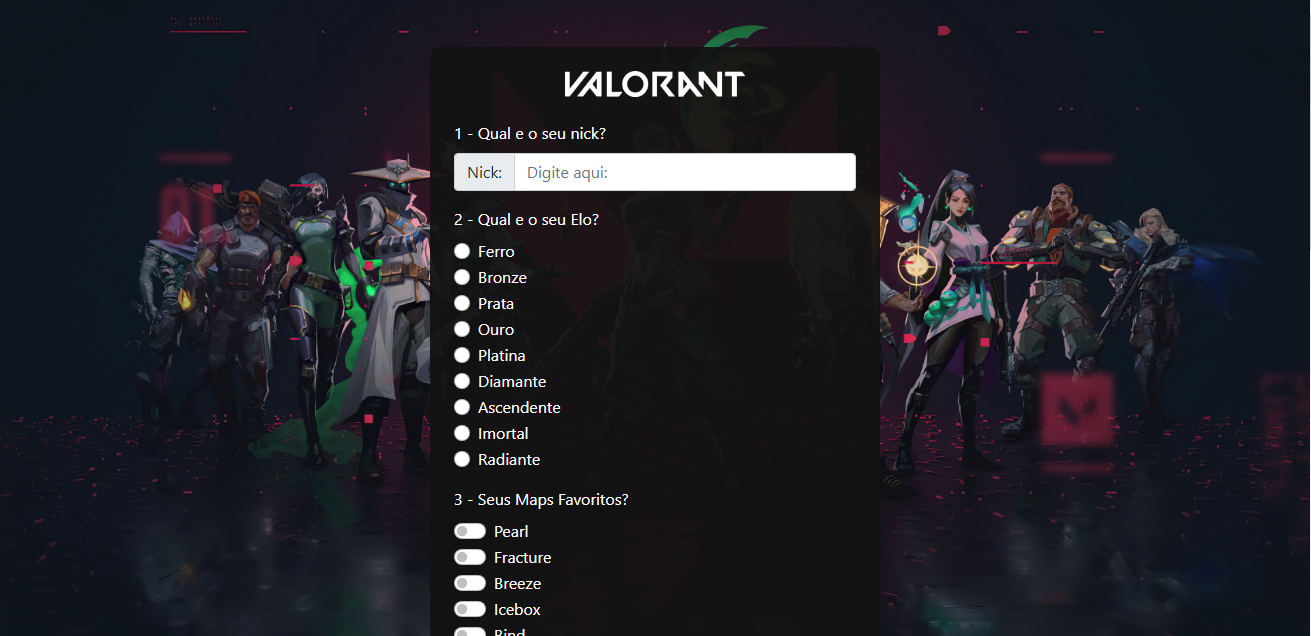 VALORANT
1 - Qual e o seu nick?
Nick: Digite aqui:
2 - Qual e o seu Elo?
Ferro
Bronze
Prata
Ouro
Platina
Diamante
Ascendente
Imortal
Radiante
3 - Seus Maps Favoritos?
Pearl
Fracture
Breeze
Icebox
Bind